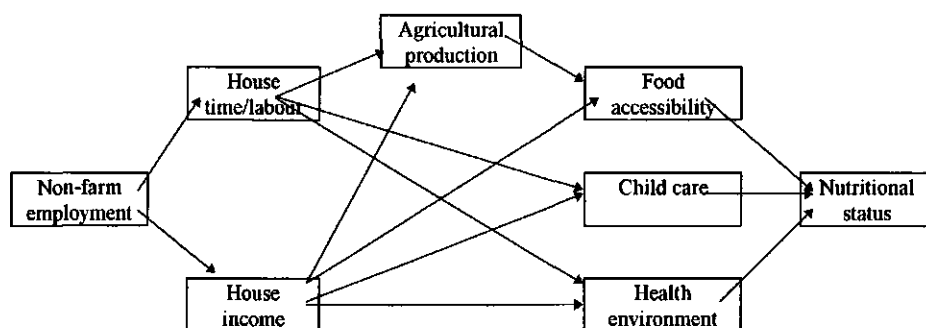 Agricultural
production
House
time/labour
Food
accessibility
Non-farm
employment
Child care
Nutritional
status
House
income
Health
environment